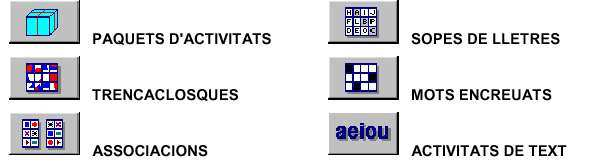 PAQUETS D'ACTIVITATS
SOPES DE LLETRES
TRENCACLOSQUES
MOTS ENCREUATS
ASSOCIACIONS
aeiou
ACTIVITATS DE TEXT